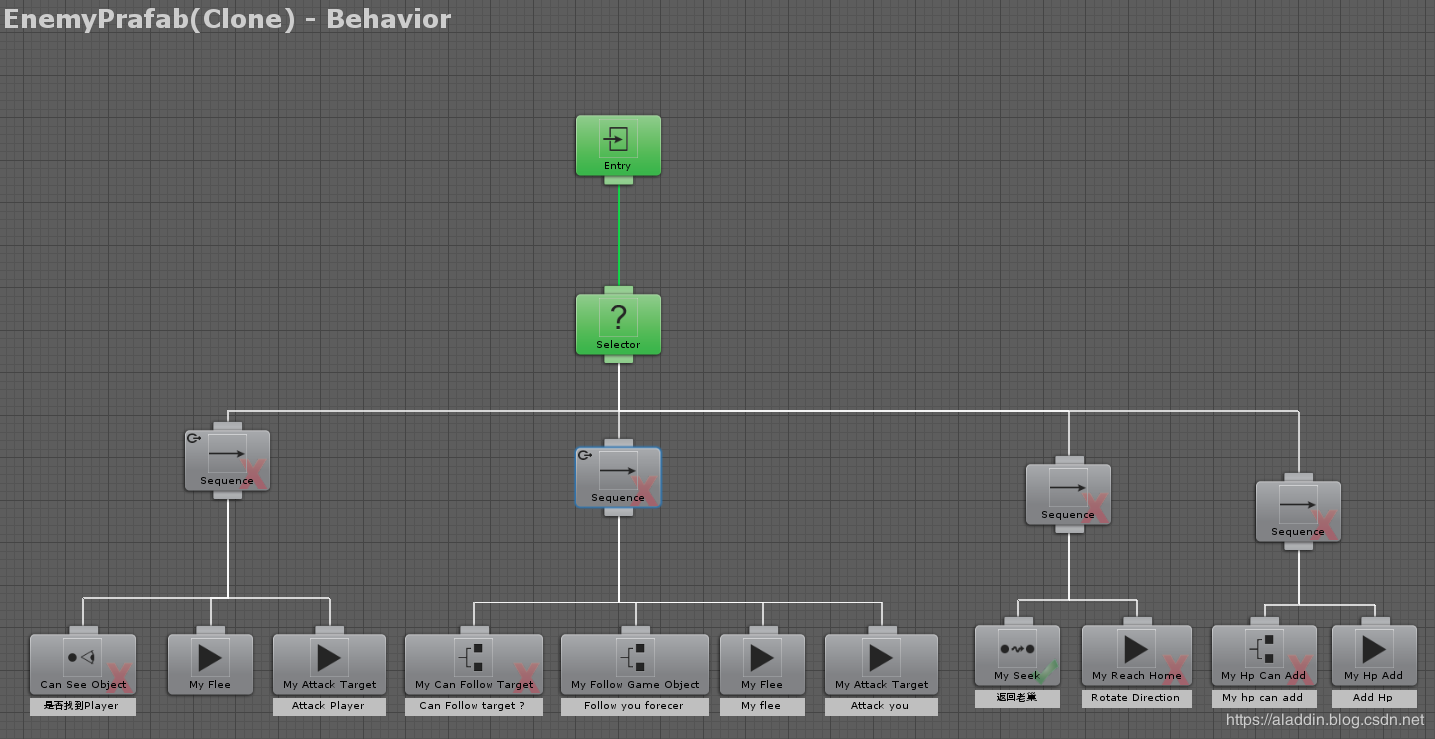 EnemyPrafab(Clone) - Behavior
Entry
?
Selector
Sequence
Sequence
Sequence
Sequence
Can See Object
My Flee
My Attack Target
My Can Follow Target
My Follow Game Object
My Flee
My Attack Target
My Seek
My Reach Home
My Hp Can Add
My Hp Add
是否找到Player
Attack Player
Can Follow target ?
Follow you forecer
My flee
Attack you
返回老巢
Rotate Direction
My hp can add
Add Hp
https://aladdin.blog.csdn.net